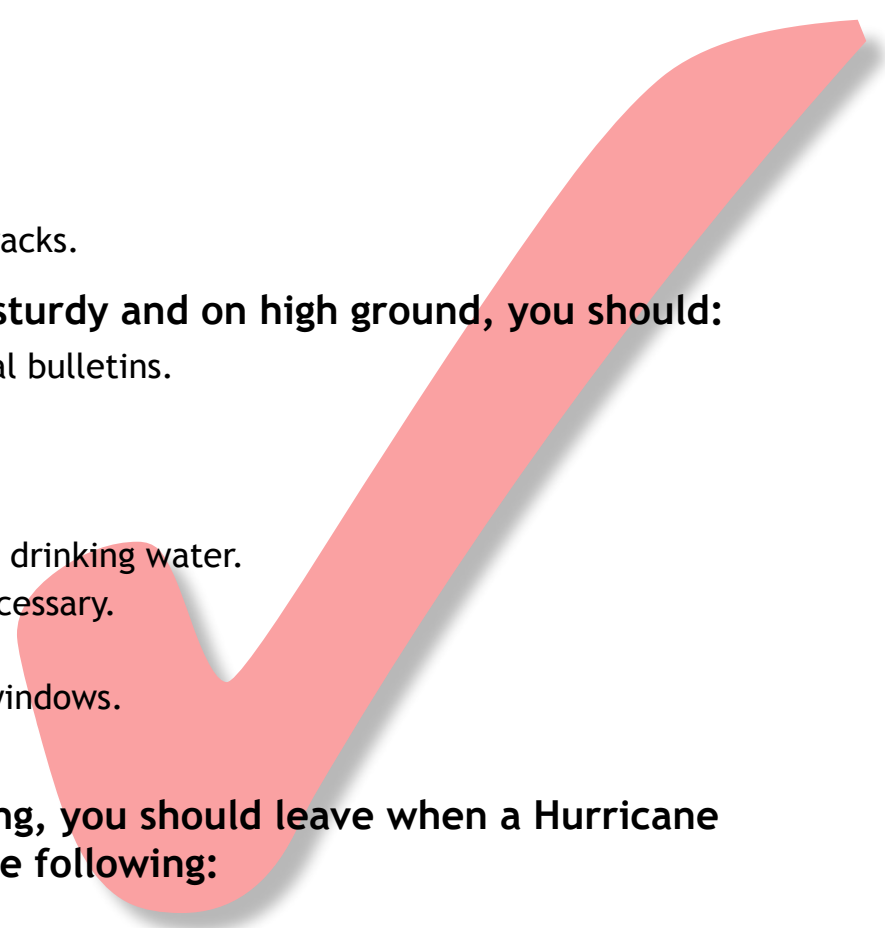 acks.
sturdy and on high ground, you should:
al bulletins.
drinking water.
cessary.
windows.
ng, you should leave when a Hurricane
e following: